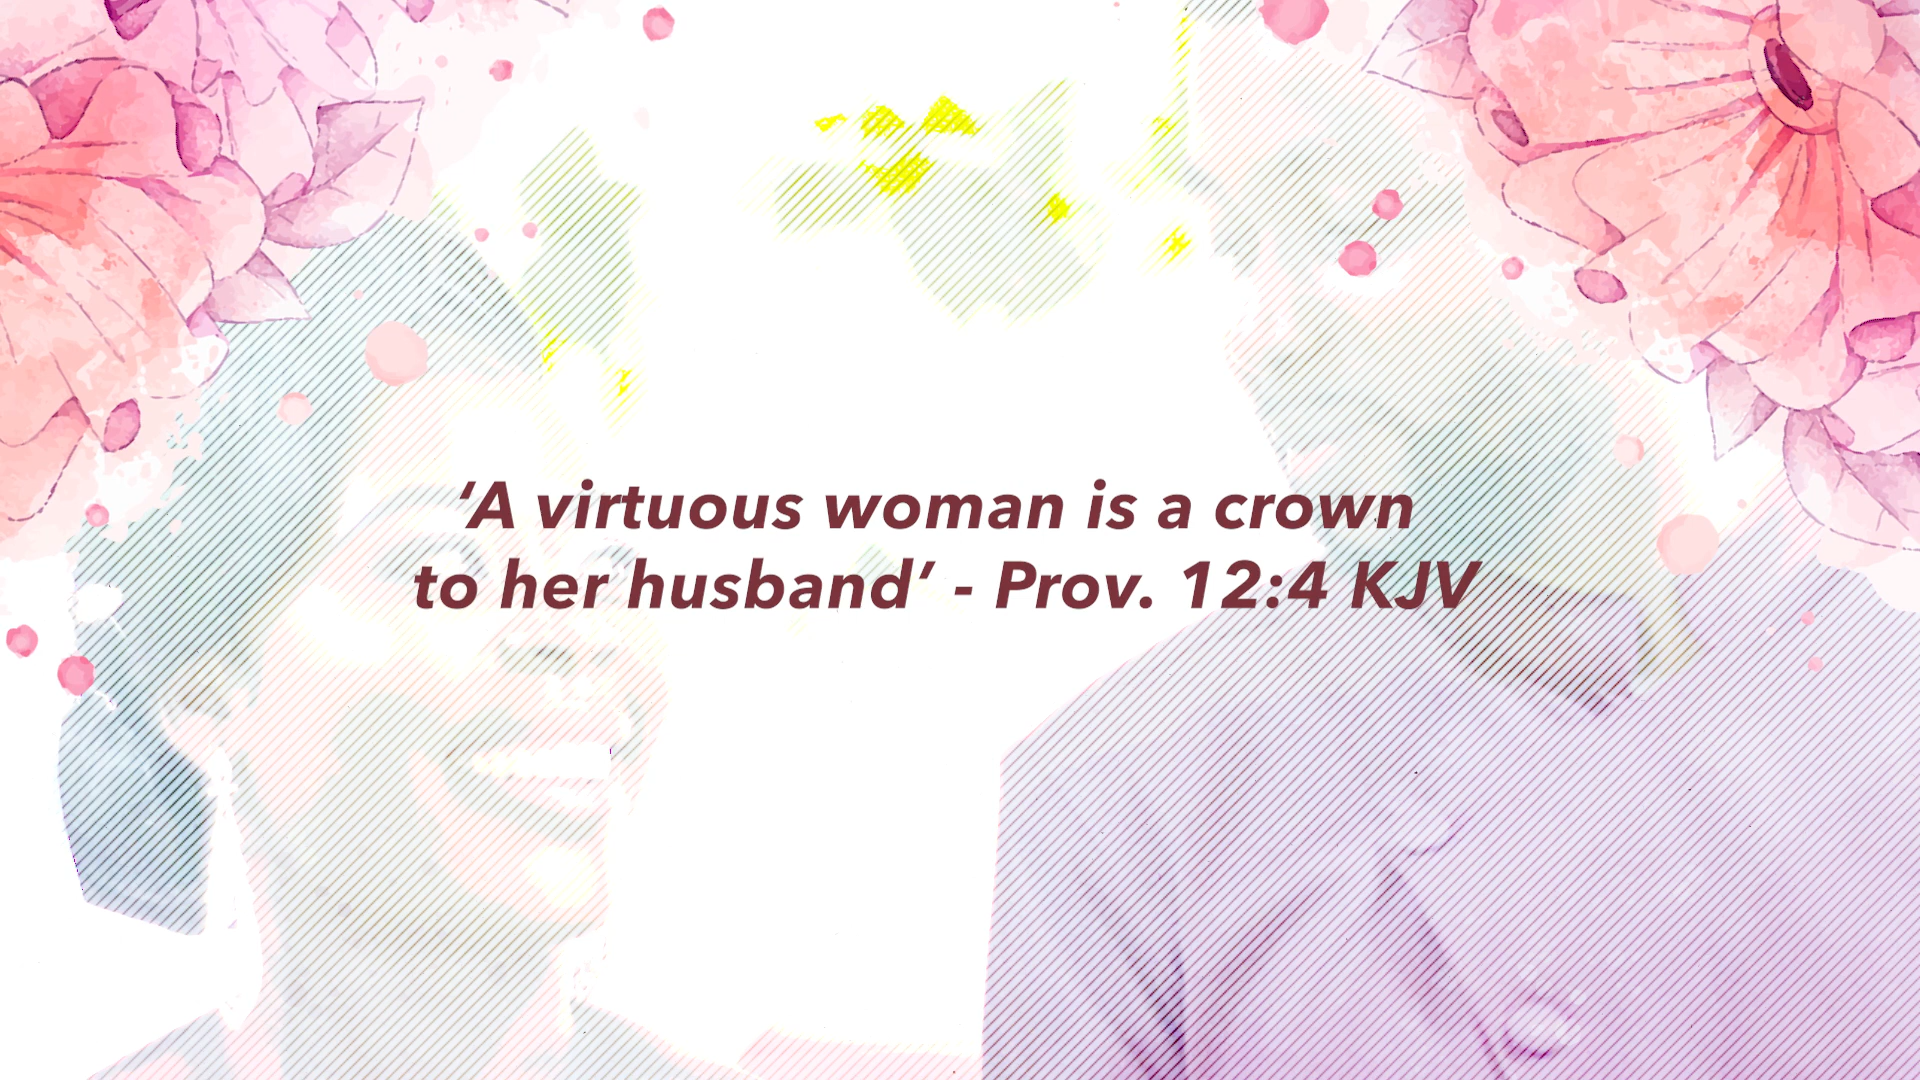 ‘A virtuous woman is a crown
to her husband’ - Prov. 12:4 KJV